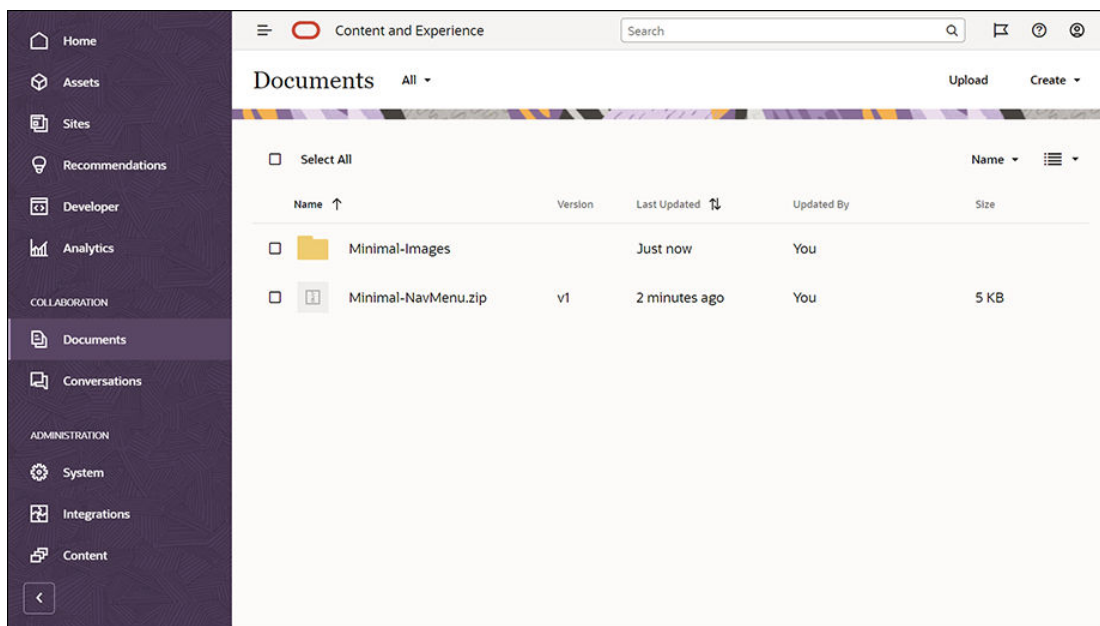 Home
Assets
Sites
Recommendations
Developer
Analytics
COLLABORATION
Documents
Conversations
ADMINISTRATION
System
Integrations
Content
Content and Experience
Search
Documents All
Upload Create
Select All
Name
Name Version Last Updated Updated By Size
Minimal-Images Just now You
Minimal-NavMenu.zip v1 2 minutes ago You 5 KB